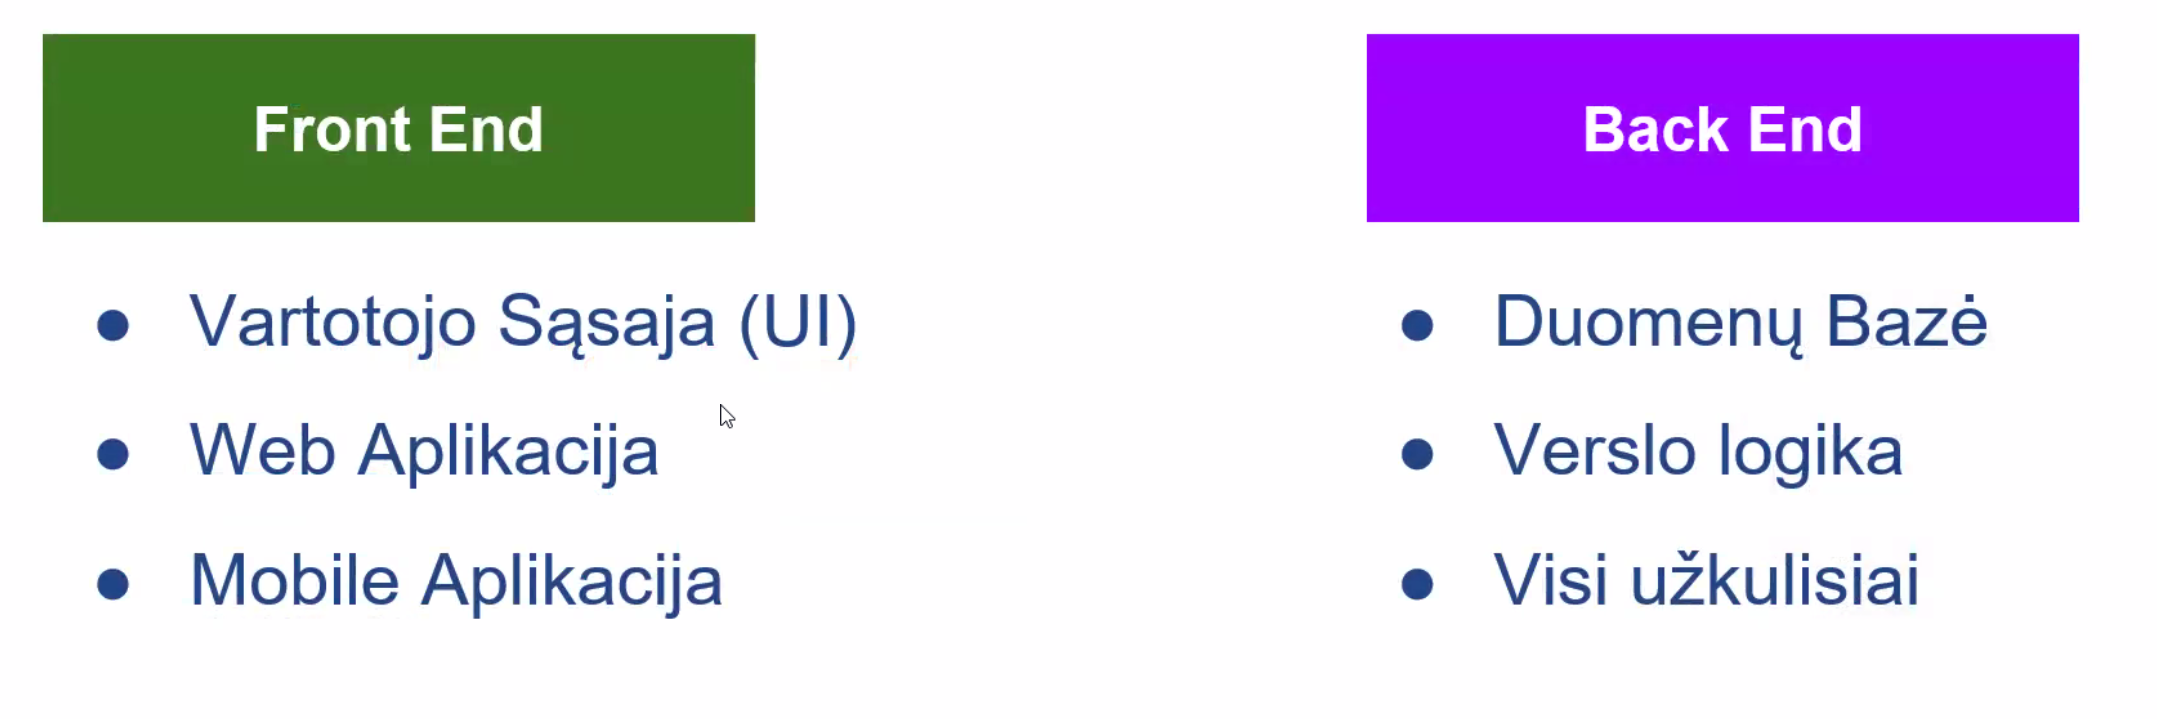 Front End
Vartotojo Sąsaja (UI)
Web Aplikacija
Mobile Aplikacija
Back End
Duomenų Bazė
Verslo logika
Visi užkulisiai